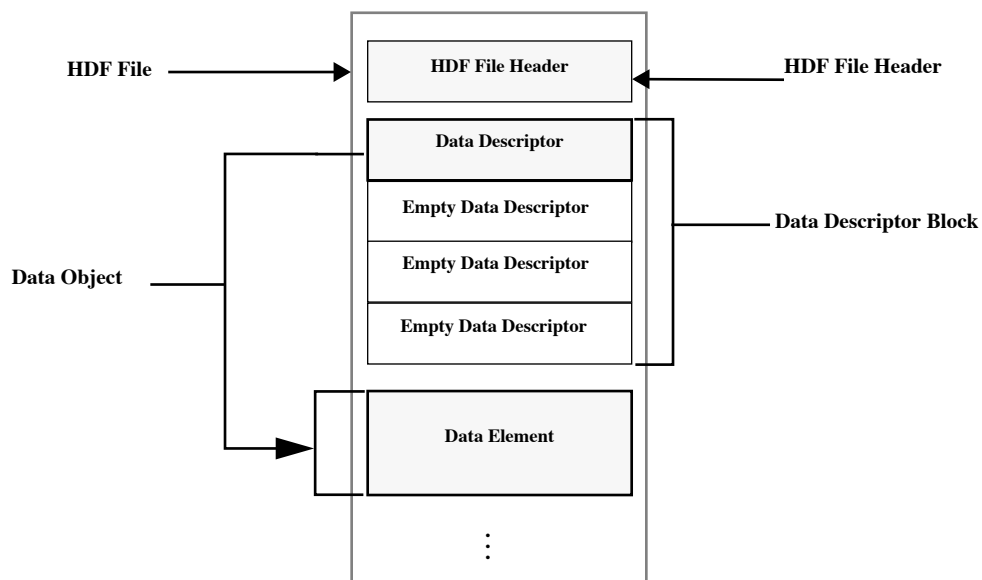 HDF File Header
HDF File
HDF File Header
Data Descriptor
Empty Data Descriptor
Data Descriptor Block
Empty Data Descriptor
Data Object
Empty Data Descriptor
Data Element